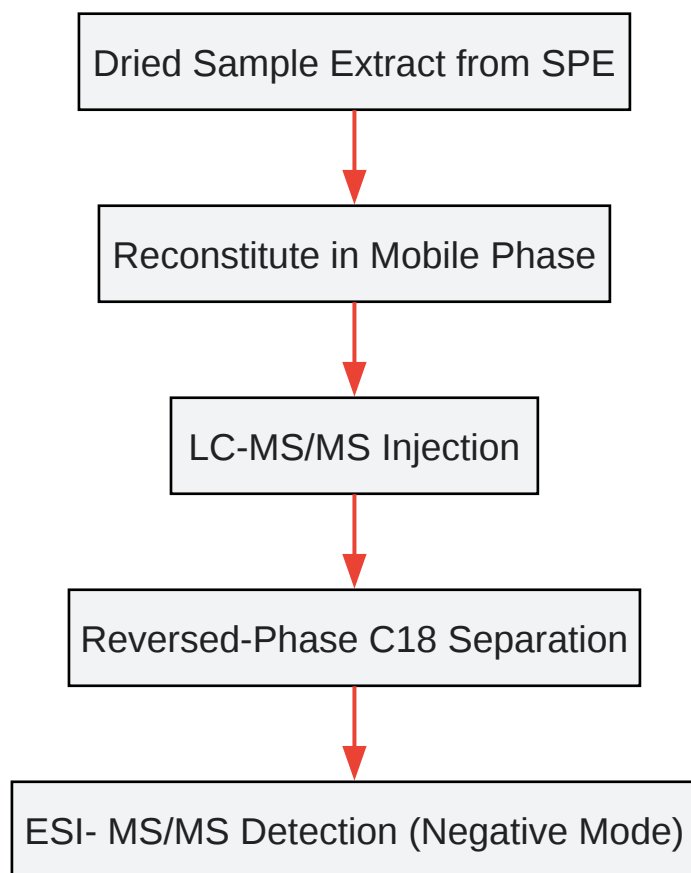 Dried Sample Extract from SPE
Reconstitute in Mobile Phase
LC-MS/MS Injection
Reversed-Phase C18 Separation
ESI- MS/MS Detection (Negative Mode)